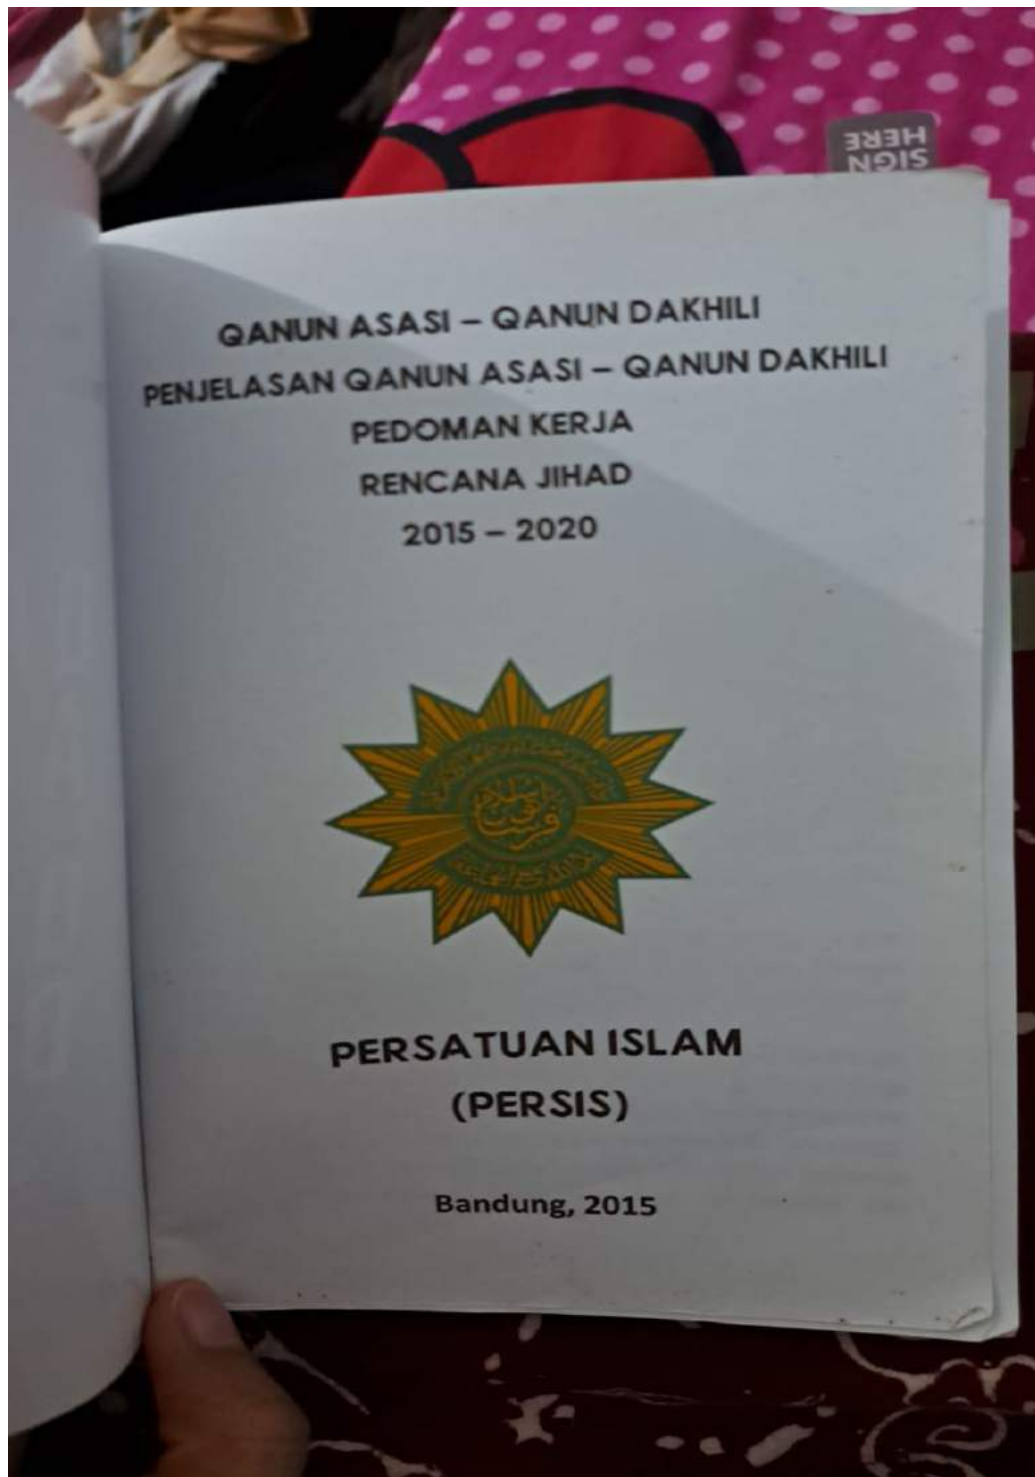 SIGN
HERE
QANUN ASASI – QANUN DAKHILI
PENJELASAN QANUN ASASI – QANUN DAKHILI
PEDOMAN KERJA
RENCANA JIHAD
2015 – 2020
PERSATUAN ISLAM
(PERSIS)
Bandung, 2015